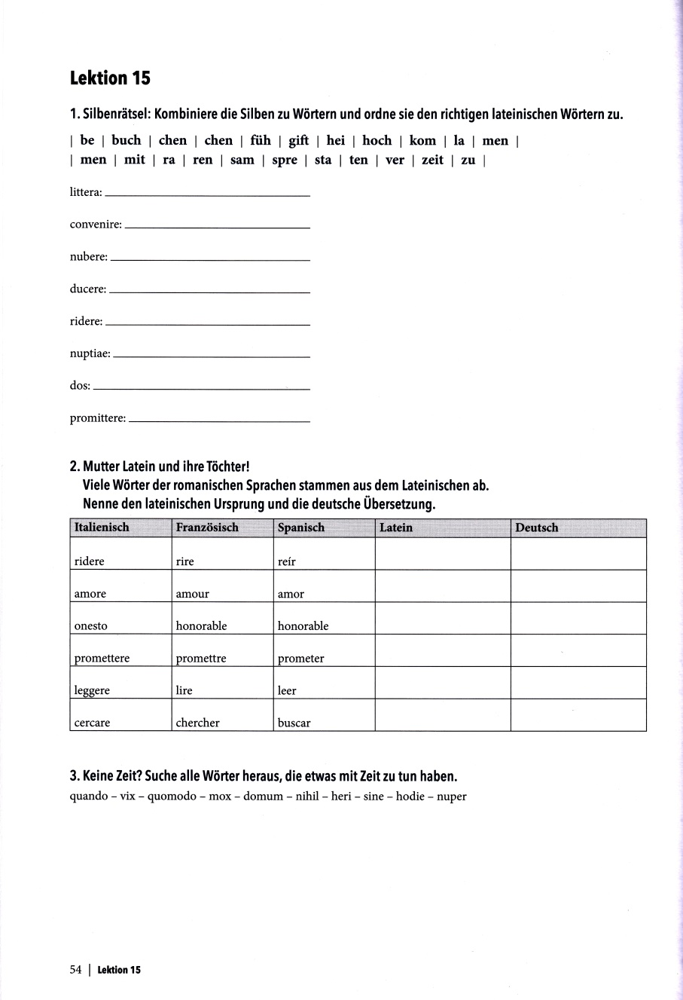 Lektion 15
1. Silbenrätsel: Kombiniere die Silben zu Wörtern und ordne sie den richtigen lateinischen Wörtern zu.
| be | buch | chen | chen | füh | gift | hei | hoch | kom | la | men |
| men | mit | ra | ren | sam | spre | sta | ten | ver | zeit | zu |
littera:
convenire:
nubere:
ducere:
ridere:
nuptiae:
dos:
promittere:
2. Mutter Latein und ihre Töchter!
Viele Wörter der romanischen Sprachen stammen aus dem Lateinischen ab.
Nenne den lateinischen Ursprung und die deutsche Übersetzung.
Italienisch Französisch Spanisch Latein Deutsch
ridere rire reír
amore amour amor
onesto honorable honorable
promettere promettre prometer
leggere lire leer
cercare chercher buscar
3. Keine Zeit? Suche alle Wörter heraus, die etwas mit Zeit zu tun haben.
quando – vix – quomodo – mox – domum – nihil – heri – sine – hodie – nuper
54 | Lektion 15